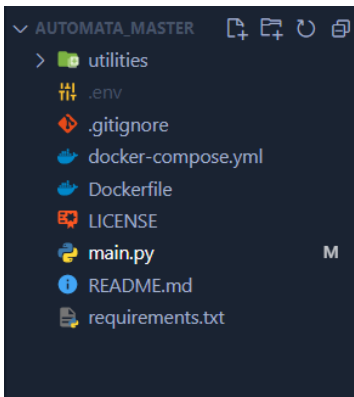 AUTOMATA_MASTER
utilities
.env
.gitignore
docker-compose.yml
Dockerfile
LICENSE
main.py M
README.md
requirements.txt